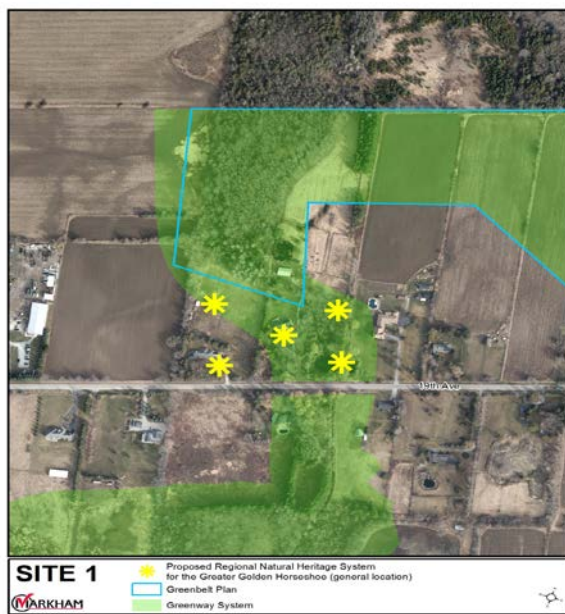 19th Ave
SITE 1
MARKHAM
Proposed Regional Natural Heritage System
for the Greater Golden Horseshoe (general location)
Greenbelt Plan
Greenway System